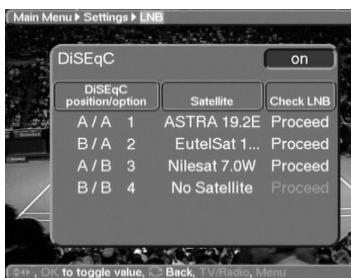 Main Menu ▶ Settings ▶ LNB
DiSEqC on
DiSEqC position/option Satellite Check LNB
A / A 1 ASTRA 19.2E Proceed
B / A 2 EutelSat 1... Proceed
A / B 3 Nilesat 7.0W Proceed
B / B 4 No Satellite Proceed
, OK to toggle value, Back, TV/Radio, Menu